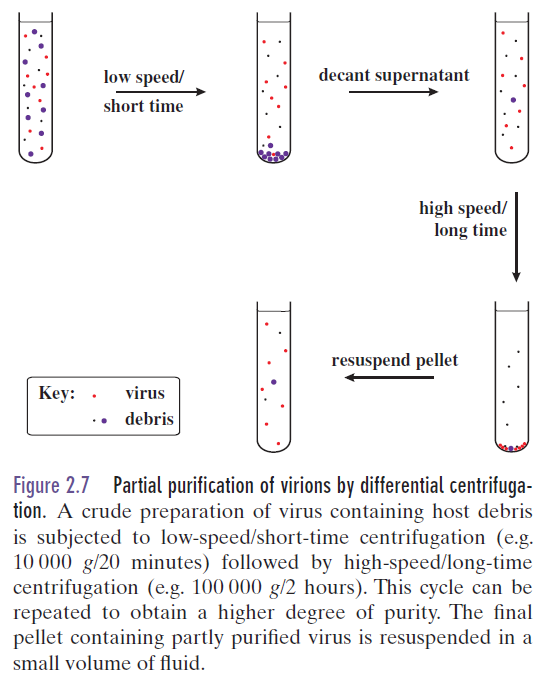 low speed/
short time
decant supernatant
high speed/
long time
resuspend pellet
Key: virus
debris
Figure 2.7 Partial purification of virions by differential centrifuga-
tion. A crude preparation of virus containing host debris
is subjected to low-speed/short-time centrifugation (e.g.
10 000 g/20 minutes) followed by high-speed/long-time
centrifugation (e.g. 100 000 g/2 hours). This cycle can be
repeated to obtain a higher degree of purity. The final
pellet containing partly purified virus is resuspended in a
small volume of fluid.